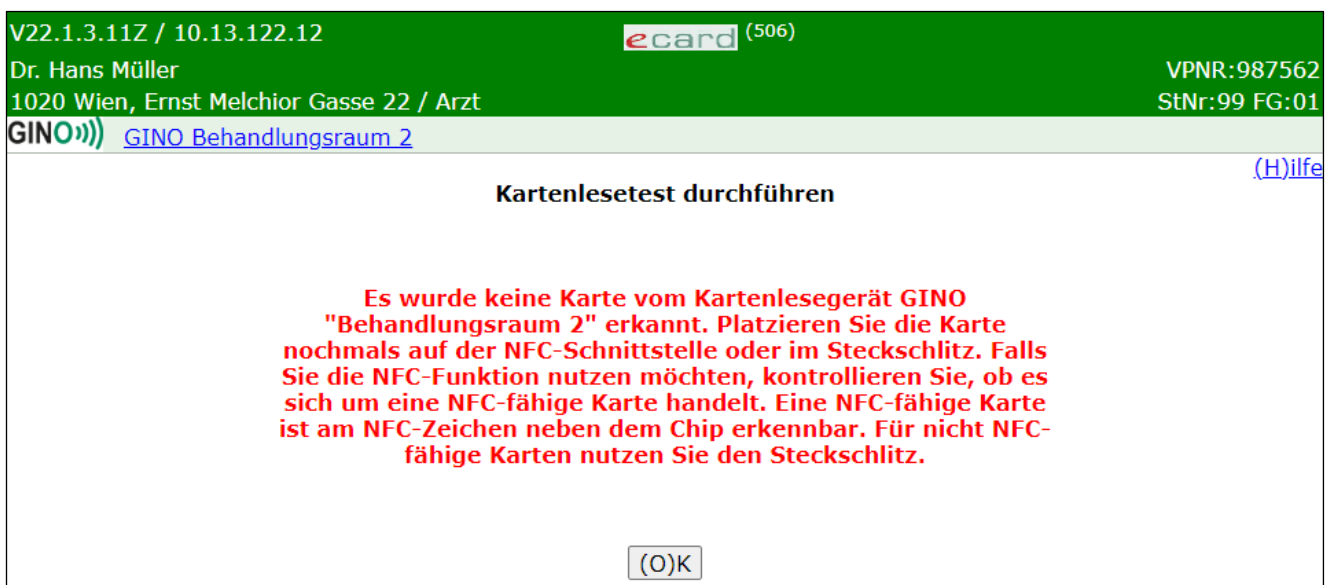 V22.1.3.11Z / 10.13.122.12 ecard (506)
Dr. Hans Müller VPNR:987562
1020 Wien, Ernst Melchior Gasse 22 / Arzt StNr:99 FG:01
GINO GINO Behandlungsraum 2
(H)ilfe
Kartenlesetest durchführen
Es wurde keine Karte vom Kartenlesegerät GINO
"Behandlungsraum 2" erkannt. Platzieren Sie die Karte
nochmals auf der NFC-Schnittstelle oder im Steckschlitz. Falls
Sie die NFC-Funktion nutzen möchten, kontrollieren Sie, ob es
sich um eine NFC-fähige Karte handelt. Eine NFC-fähige Karte
ist am NFC-Zeichen neben dem Chip erkennbar. Für nicht NFC-
fähige Karten nutzen Sie den Steckschlitz.
(O)K